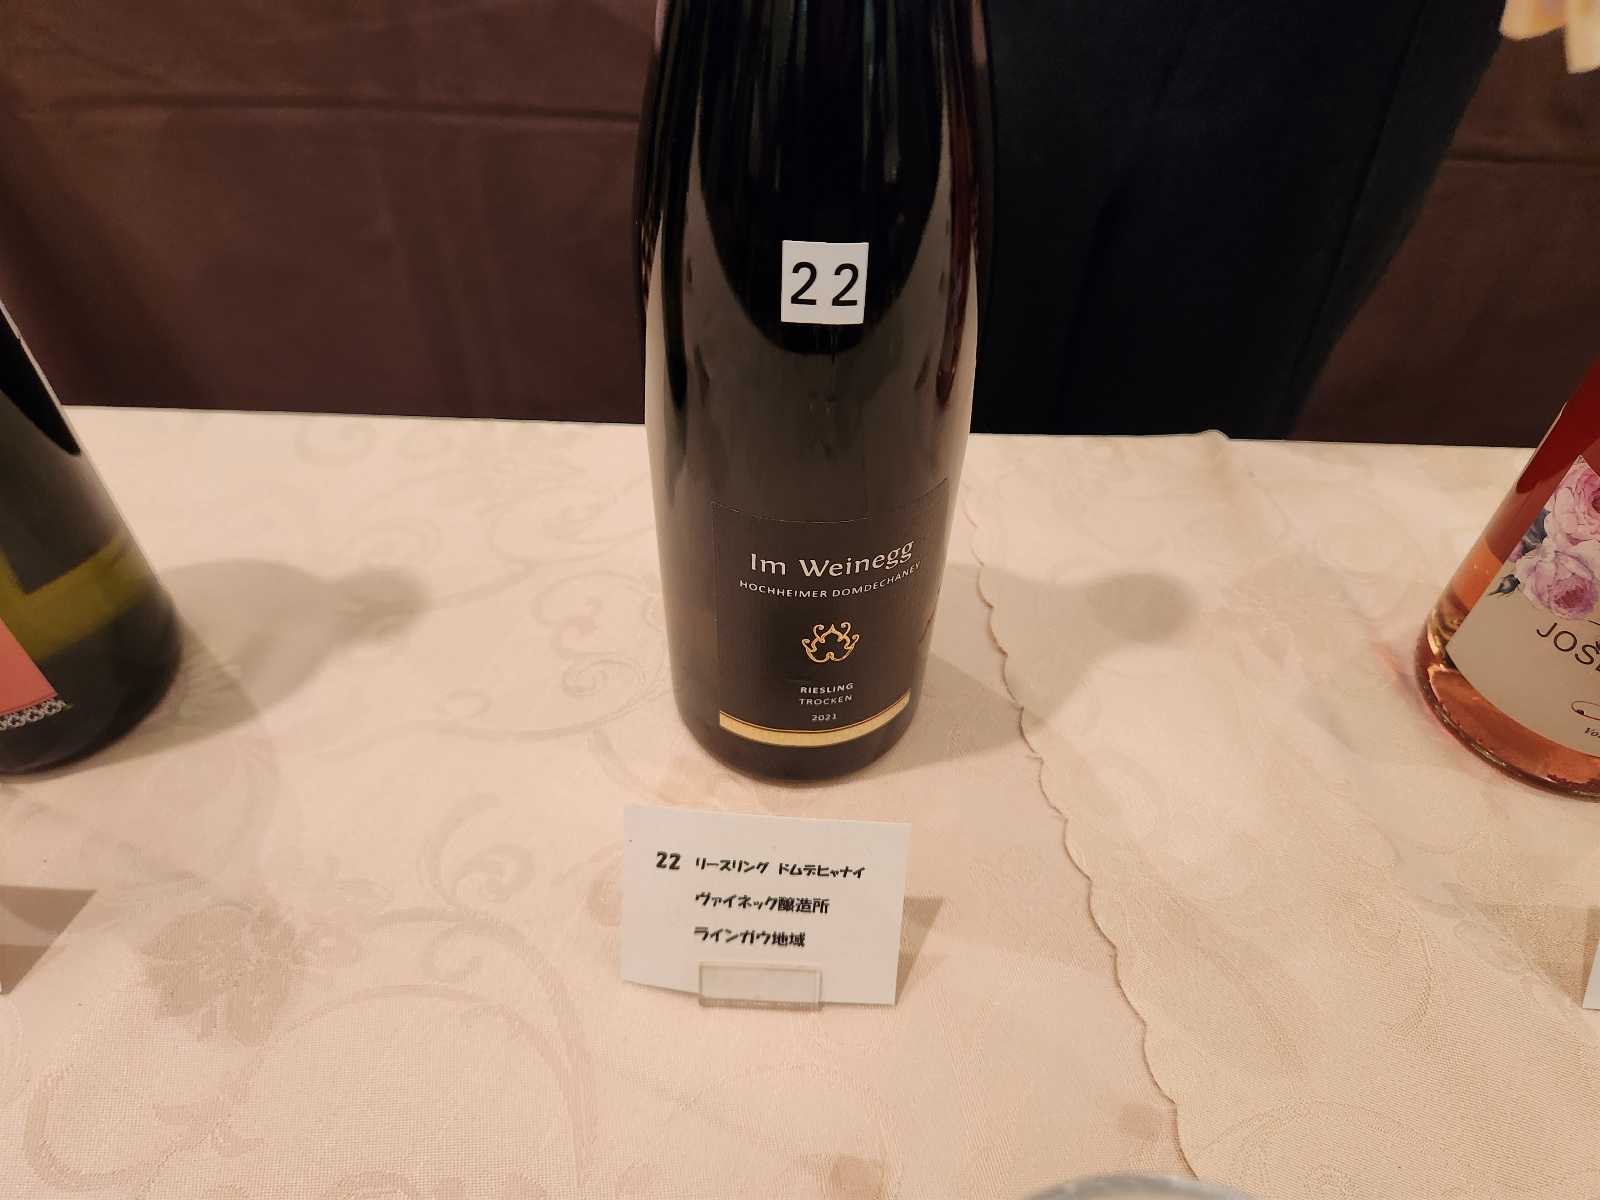 22
Im Weinegg
HOCHHEIMER DOMDECHANEY
RIESLING
TROCKEN
2021
22 リースリング ドムデヒャナイ
ヴァイネック醸造所
ラインガウ地域